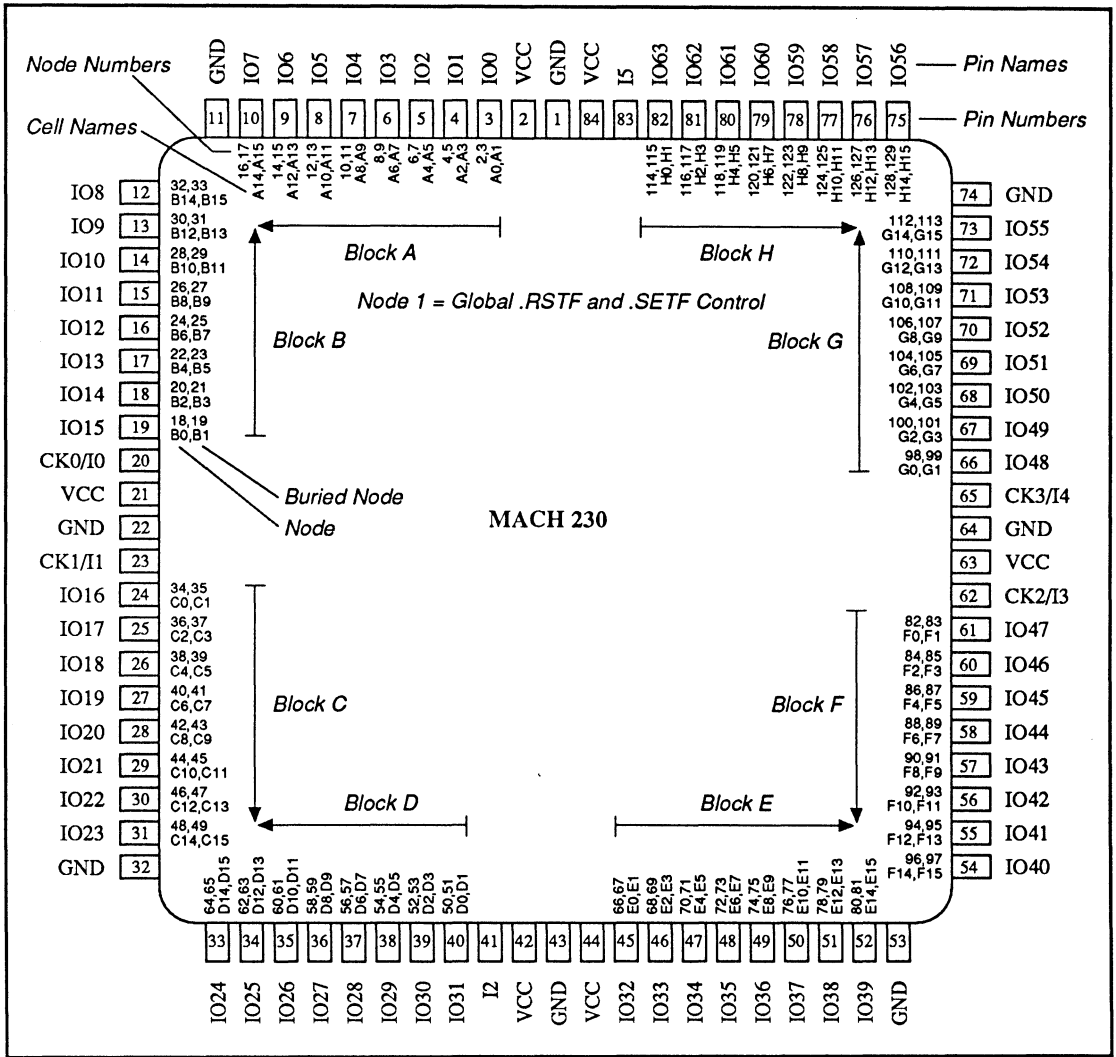 GND IO7 IO6 IO5 IO4 IO3 IO2 IO1 IO0 VCC GND VCC I5 IO63 IO62 IO61 IO60 IO59 IO58 IO57 IO56
Node Numbers
Pin Names
11 10 9 8 7 6 5 4 3 2 1 84 83 82 81 80 79 78 77 76 75
Cell Names
Pin Numbers
16,17 14,15 12,13 10,11 8,9 6,7 4,5 2,3 114,115 116,117 118,119 120,121 122,123 124,125 126,127 128,129
A14,A15 A12,A13 A10,A11 A8,A9 A6,A7 A4,A5 A2,A3 A0,A1 H0,H1 H2,H3 H4,H5 H6,H7 H8,H9 H10,H11 H12,H13 H14,H15
IO8 12 32,33
B14,B15
IO9 13 30,31
B12,B13
IO10 14 28,29
B10,B11
IO11 15 26,27
B8,B9
IO12 16 24,25
B6,B7
IO13 17 22,23
B4,B5
IO14 18 20,21
B2,B3
IO15 19 18,19
B0,B1
CK0/I0 20
VCC 21
GND 22
CK1/I1 23
IO16 24 34,35
C0,C1
IO17 25 36,37
C2,C3
IO18 26 38,39
C4,C5
IO19 27 40,41
C6,C7
IO20 28 42,43
C8,C9
IO21 29 44,45
C10,C11
IO22 30 46,47
C12,C13
IO23 31 48,49
C14,C15
GND 32
Block A
Block H
Node 1 = Global .RSTF and .SETF Control
Block B
Block G
Buried Node
Node
MACH 230
Block C
Block F
Block D
Block E
74 GND
112,113 73 IO55
G14,G15
110,111 72 IO54
G12,G13
108,109 71 IO53
G10,G11
106,107 70 IO52
G8,G9
104,105 69 IO51
G6,G7
102,103 68 IO50
G4,G5
100,101 67 IO49
G2,G3
98,99 66 IO48
G0,G1
65 CK3/I4
64 GND
63 VCC
62 CK2/I3
82,83 61 IO47
F0,F1
84,85 60 IO46
F2,F3
86,87 59 IO45
F4,F5
88,89 58 IO44
F6,F7
90,91 57 IO43
F8,F9
92,93 56 IO42
F10,F11
94,95 55 IO41
F12,F13
96,97 54 IO40
F14,F15
64,65 62,63 60,61 58,59 56,57 54,55 52,53 50,51 66,67 68,69 70,71 72,73 74,75 76,77 78,79 80,81
D14,D15 D12,D13 D10,D11 D8,D9 D6,D7 D4,D5 D2,D3 D0,D1 E0,E1 E2,E3 E4,E5 E6,E7 E8,E9 E10,E11 E12,E13 E14,E15
33 34 35 36 37 38 39 40 41 42 43 44 45 46 47 48 49 50 51 52 53
IO24 IO25 IO26 IO27 IO28 IO29 IO30 IO31 I2 VCC GND VCC IO32 IO33 IO34 IO35 IO36 IO37 IO38 IO39 GND